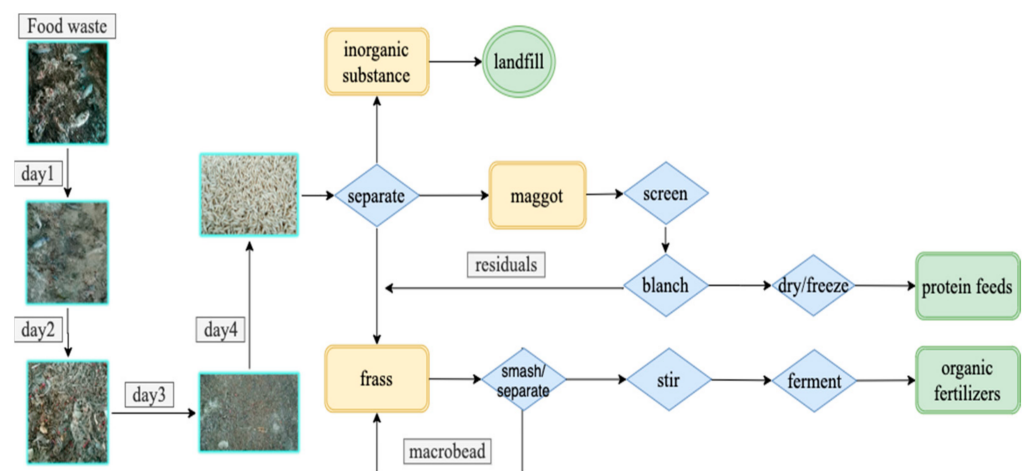 Food waste
day1
day2
day3
day4
inorganic
substance
landfill
separate
maggot
screen
residuals
blanch
dry/freeze
protein feeds
frass
smash/
separate
stir
ferment
organic
fertilizers
macrobead